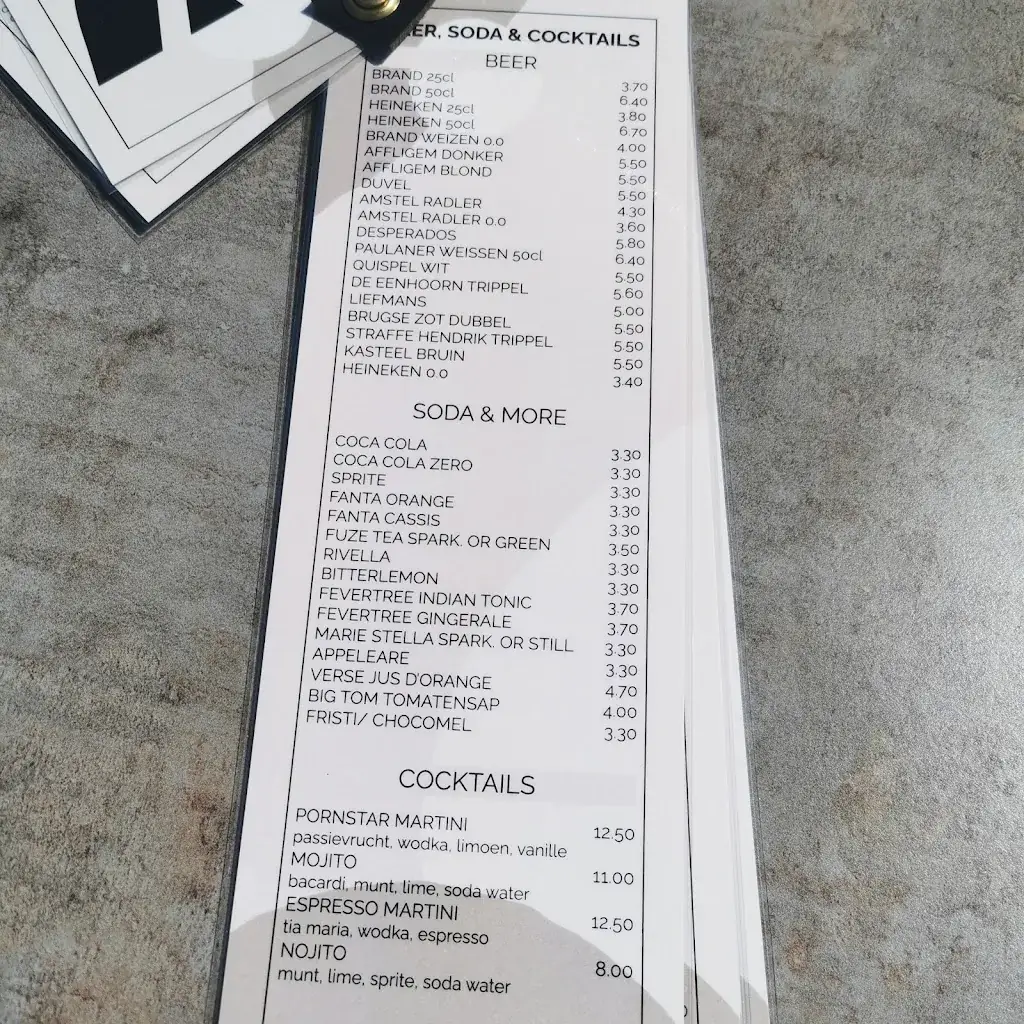 ER, SODA & COCKTAILS
BEER
BRAND 25cl 3.70
BRAND 50cl 6.40
HEINEKEN 25cl 3.80
HEINEKEN 50cl 6.70
BRAND WEIZEN 0.0 4.00
AFFLIGEM DONKER 5.50
AFFLIGEM BLOND 5.50
DUVEL 5.50
AMSTEL RADLER 4.30
AMSTEL RADLER 0.0 3.60
DESPERADOS 5.80
PAULANER WEISSEN 50cl 6.40
QUISPEL WIT 5.50
DE EENHOORN TRIPPEL 5.60
LIEFMANS 5.00
BRUGSE ZOT DUBBEL 5.50
STRAFFE HENDRIK TRIPPEL 5.50
KASTEEL BRUIN 5.50
HEINEKEN 0.0 3.40
SODA & MORE
COCA COLA 3.30
COCA COLA ZERO 3.30
SPRITE 3.30
FANTA ORANGE 3.30
FANTA CASSIS 3.30
FUZE TEA SPARK. OR GREEN 3.50
RIVELLA 3.30
BITTERLEMON 3.30
FEVERTREE INDIAN TONIC 3.70
FEVERTREE GINGERALE 3.70
MARIE STELLA SPARK. OR STILL 3.30
APPELEARE 3.30
VERSE JUS D'ORANGE 4.70
BIG TOM TOMATENSAP 4.00
FRISTI/ CHOCOMEL 3.30
COCKTAILS
PORNSTAR MARTINI 12.50
passievrucht, wodka, limoen, vanille
MOJITO 11.00
bacardi, munt, lime, soda water
ESPRESSO MARTINI 12.50
tia maria, wodka, espresso
NOJITO 8.00
munt, lime, sprite, soda water